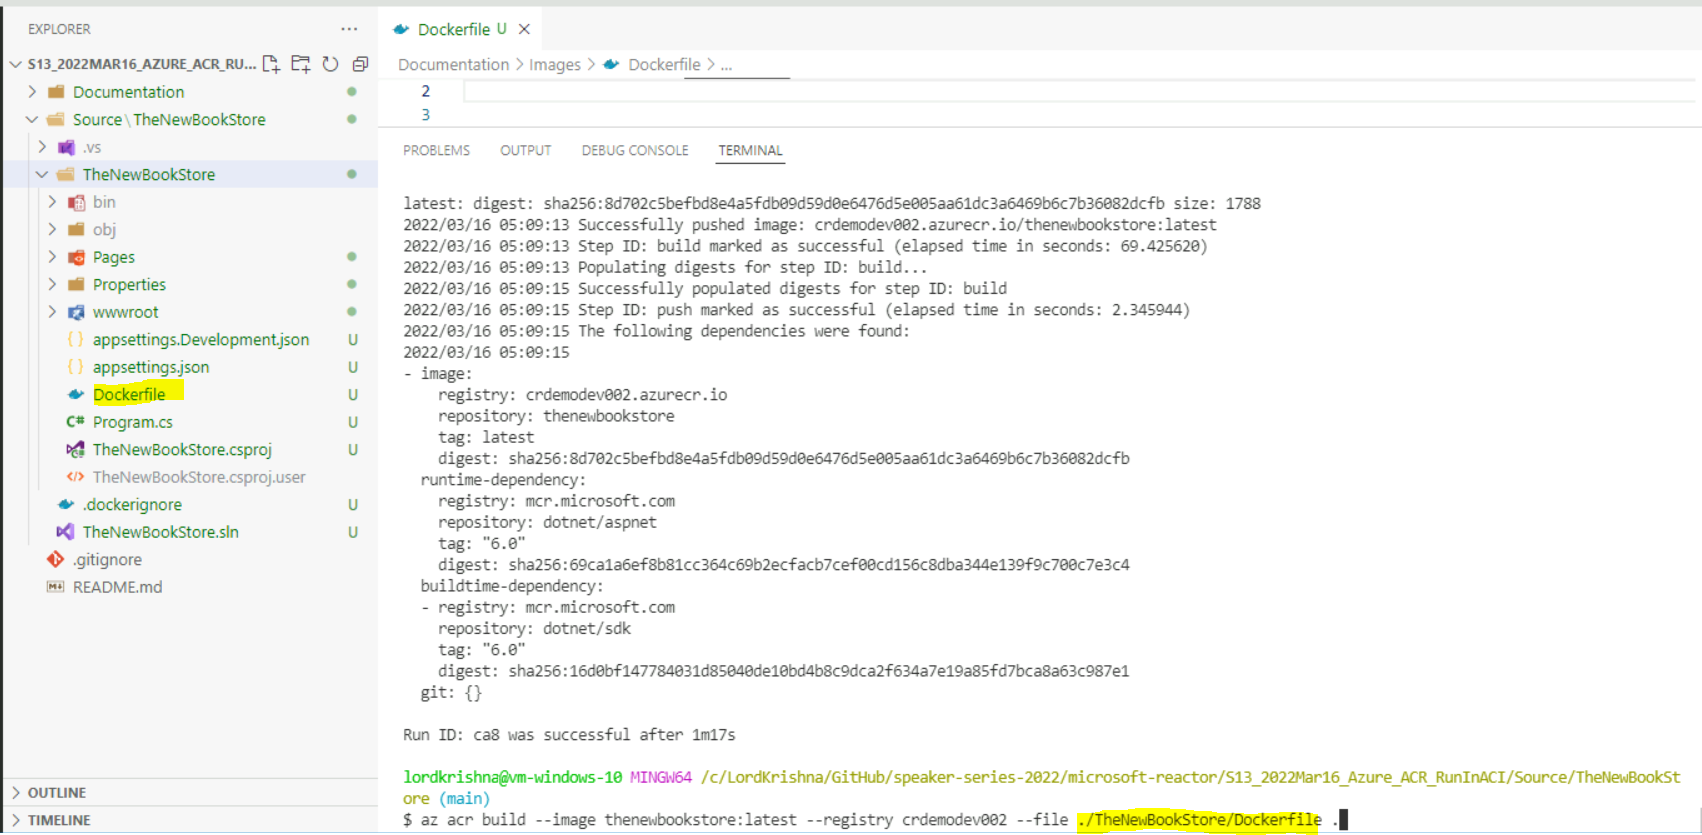 EXPLORER
S13_2022MAR16_AZURE_ACR_RU...
Documentation
Source\TheNewBookStore
.vs
TheNewBookStore
bin
obj
Pages
Properties
wwwroot
{} appsettings.Development.json U
{} appsettings.json U
Dockerfile U
C# Program.cs U
TheNewBookStore.csproj U
TheNewBookStore.csproj.user
.dockerignore U
TheNewBookStore.sln U
.gitignore
README.md
OUTLINE
TIMELINE
Dockerfile U
Documentation > Images > Dockerfile > ...
2
3
PROBLEMS OUTPUT DEBUG CONSOLE TERMINAL
latest: digest: sha256:8d702c5befbd8e4a5fdb09d59d0e6476d5e005aa61dc3a6469b6c7b36082dcfb size: 1788
2022/03/16 05:09:13 Successfully pushed image: crdemodev002.azurecr.io/thenewbookstore:latest
2022/03/16 05:09:13 Step ID: build marked as successful (elapsed time in seconds: 69.425620)
2022/03/16 05:09:13 Populating digests for step ID: build...
2022/03/16 05:09:15 Successfully populated digests for step ID: build
2022/03/16 05:09:15 Step ID: push marked as successful (elapsed time in seconds: 2.345944)
2022/03/16 05:09:15 The following dependencies were found:
2022/03/16 05:09:15
- image:
registry: crdemodev002.azurecr.io
repository: thenewbookstore
tag: latest
digest: sha256:8d702c5befbd8e4a5fdb09d59d0e6476d5e005aa61dc3a6469b6c7b36082dcfb
runtime-dependency:
registry: mcr.microsoft.com
repository: dotnet/aspnet
tag: "6.0"
digest: sha256:69ca1a6ef8b81cc364c69b2ecfacb7cef00cd156c8dba344e139f9c700c7e3c4
buildtime-dependency:
- registry: mcr.microsoft.com
repository: dotnet/sdk
tag: "6.0"
digest: sha256:16d0bf147784031d85040de10bd4b8c9dca2f634a7e19a85fd7bca8a63c987e1
git: {}
Run ID: ca8 was successful after 1m17s
lordkrishna@vm-windows-10 MINGW64 /c/LordKrishna/GitHub/speaker-series-2022/microsoft-reactor/S13_2022Mar16_Azure_ACR_RunInACI/Source/TheNewBookSt
ore (main)
$ az acr build --image thenewbookstore:latest --registry crdemodev002 --file ./TheNewBookStore/Dockerfile .